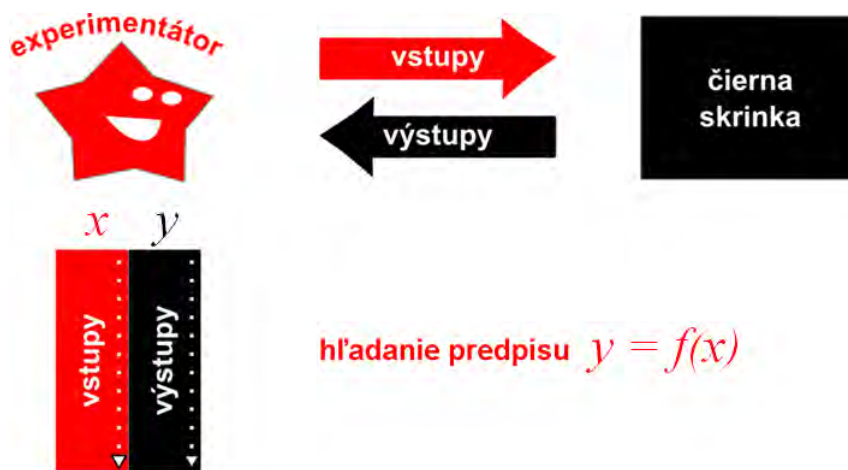 experimentátor
vstupy
výstupy
čierna
skrinka
x y
vstupy
výstupy
hľadanie predpisu y = f(x)